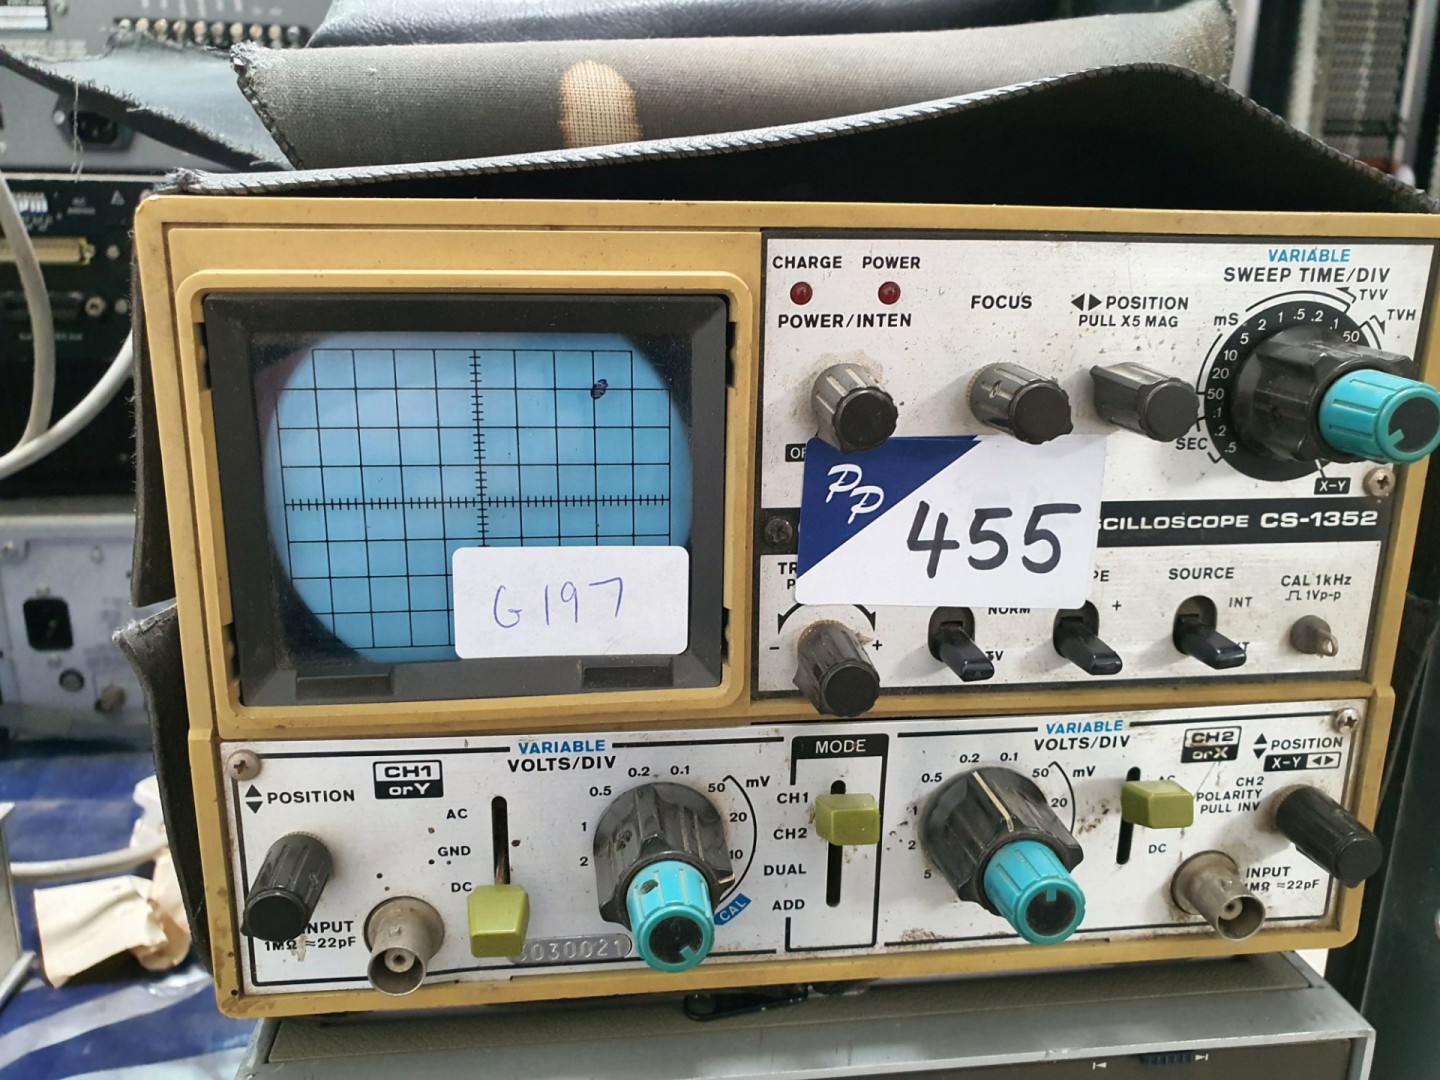 CHARGE POWER
POWER/INTEN
FOCUS
◀▶POSITION
PULL X5 MAG
VARIABLE
SWEEP TIME/DIV
TVV
TVH
mS 5 2 1 .5 .2 .1 50
10
20
50
.1
.2
.5
SEC
X-Y
PP
455
CS-1352
G197
NORM
+
SOURCE
INT
CAL 1kHz
1Vp-p
- +
VARIABLE
VOLTS/DIV
CH1
orY
POSITION
AC
GND
DC
INPUT
1MΩ ≈22pF
0.5 0.2 0.1 50 mV
1 20
2 10
CAL
3030021
MODE
CH1
CH2
DUAL
ADD
VARIABLE
VOLTS/DIV
0.5 0.2 0.1 50 mV
1 20
2
5
CH2
orX
AC
DC
POSITION
X-Y ◀▶
CH2
POLARITY
PULL INV
INPUT
≈22pF